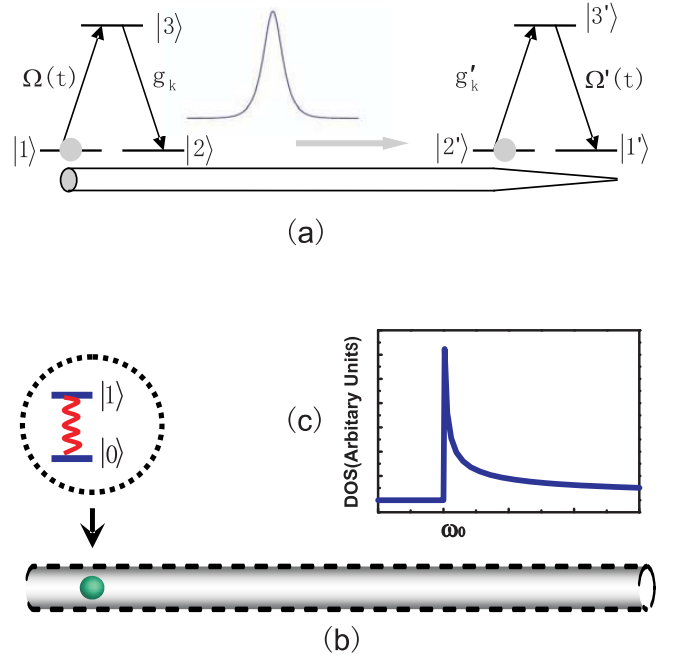 |3⟩ |3'⟩
Ω(t) g_k g'_k Ω'(t)
|1⟩ |2⟩ |2'⟩ |1'⟩
(a)
|1⟩
|0⟩
(c)
DOS(Arbitary Units)
ω₀
(b)